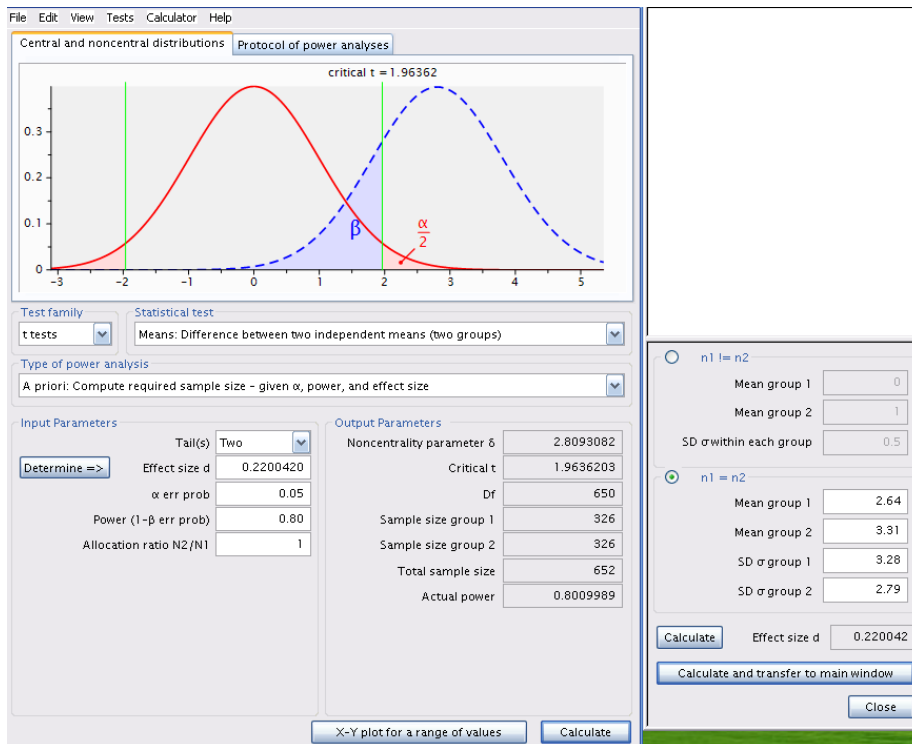 File Edit View Tests Calculator Help
Central and noncentral distributions Protocol of power analyses
critical t = 1.96362
0.3
0.2
0.1
0
β
α
2
-3 -2 -1 0 1 2 3 4 5
Test family
t tests
Statistical test
Means: Difference between two independent means (two groups)
Type of power analysis
A priori: Compute required sample size - given α, power, and effect size
Input Parameters
Tail(s) Two
Determine => Effect size d 0.2200420
α err prob 0.05
Power (1-β err prob) 0.80
Allocation ratio N2/N1 1
Output Parameters
Noncentrality parameter δ 2.8093082
Critical t 1.9636203
Df 650
Sample size group 1 326
Sample size group 2 326
Total sample size 652
Actual power 0.8009989
X-Y plot for a range of values Calculate
n1 != n2
Mean group 1 0
Mean group 2 1
SD σ within each group 0.5
n1 = n2
Mean group 1 2.64
Mean group 2 3.31
SD σ group 1 3.28
SD σ group 2 2.79
Calculate Effect size d 0.220042
Calculate and transfer to main window
Close